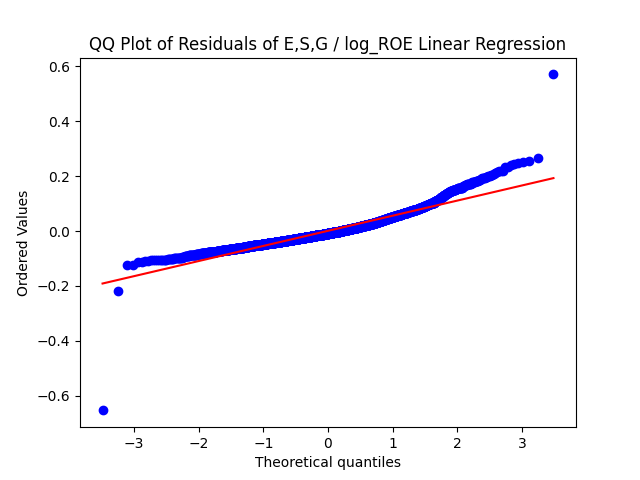 QQ Plot of Residuals of E,S,G / log_ROE Linear Regression
0.6
0.4
0.2
0.0
−0.2
−0.4
−0.6
Ordered Values
−3 −2 −1 0 1 2 3
Theoretical quantiles